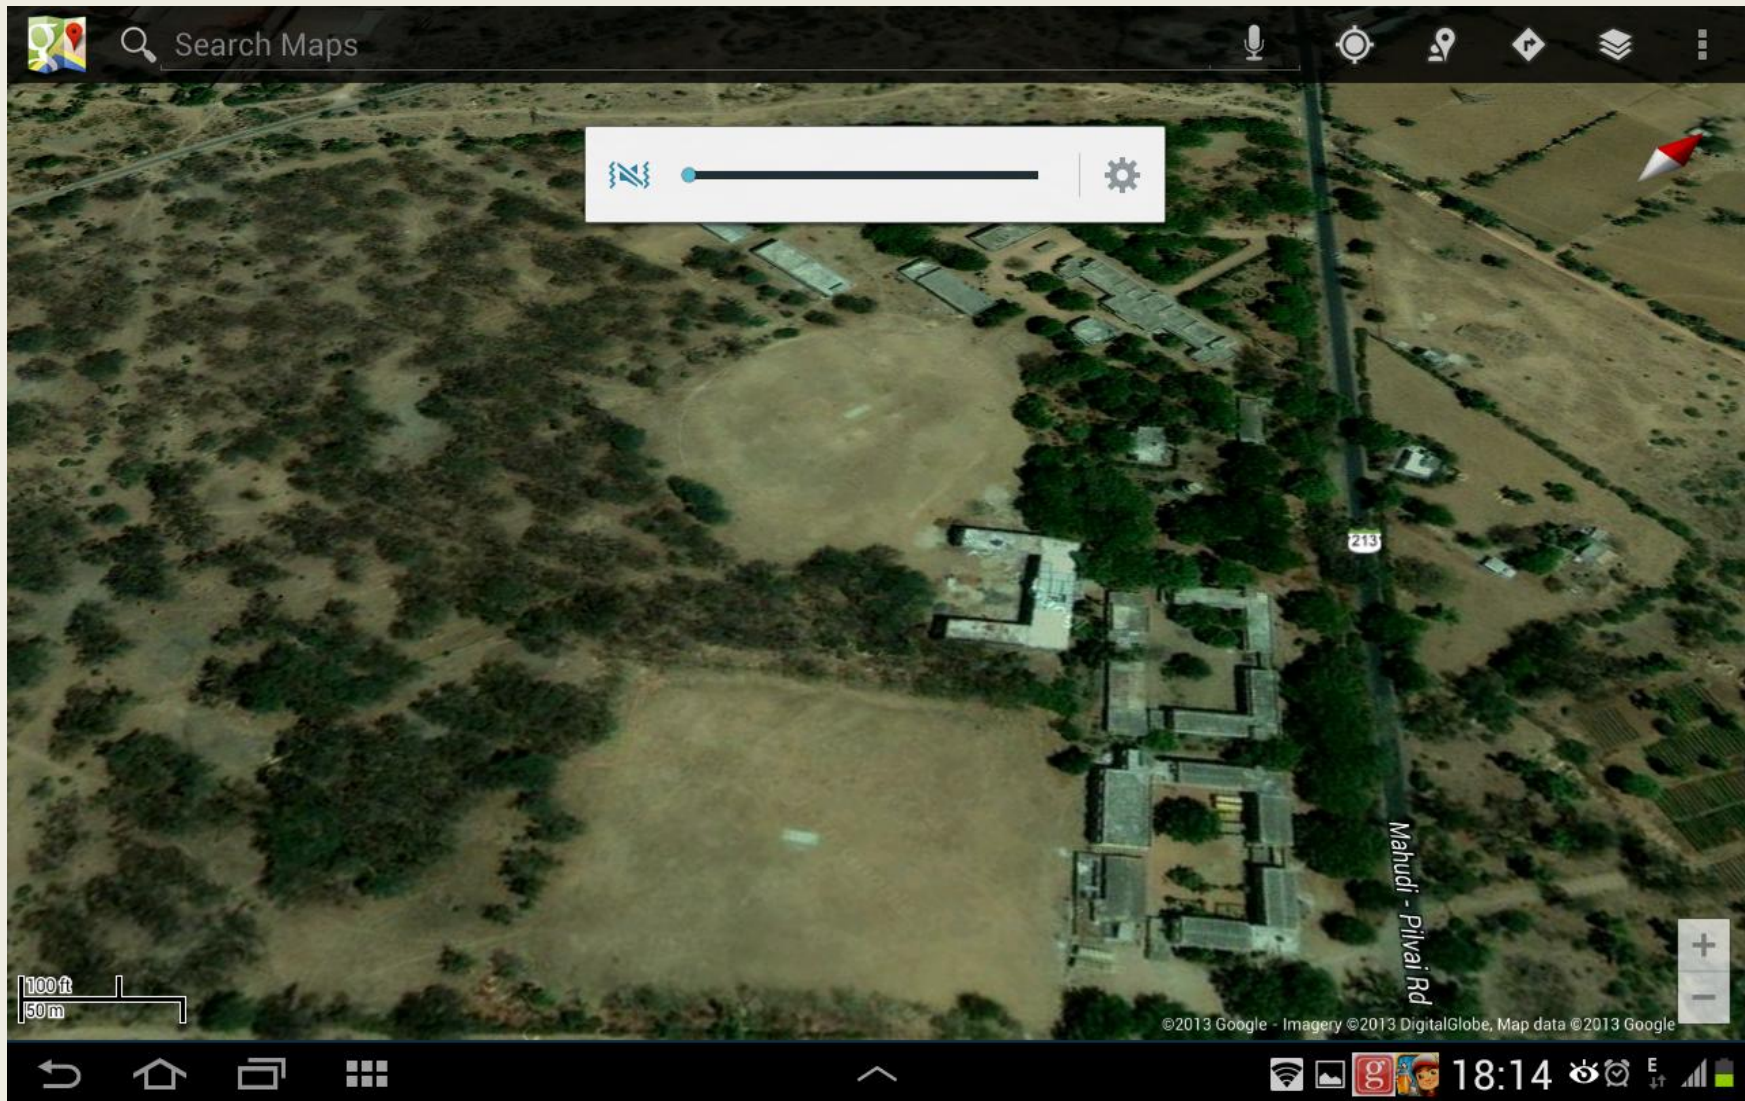 Search Maps
213
Mahudi - Pilvai Rd
100 ft
50 m
©2013 Google - Imagery ©2013 DigitalGlobe, Map data ©2013 Google
g 18:14 E